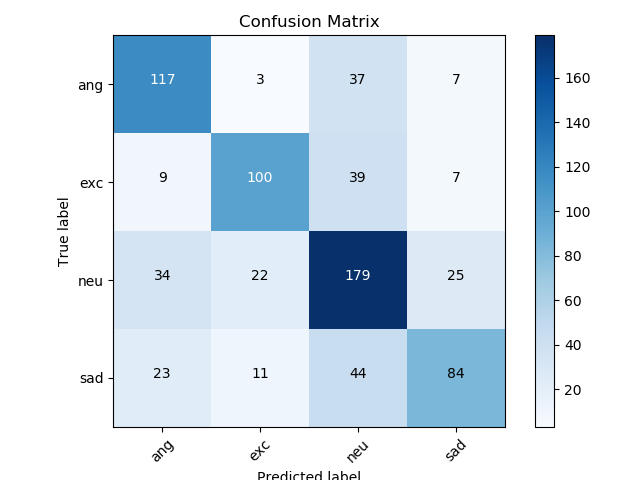 Confusion Matrix
True label
ang 117 3 37 7
exc 9 100 39 7
neu 34 22 179 25
sad 23 11 44 84
ang exc neu sad
Predicted label
160
140
120
100
80
60
40
20